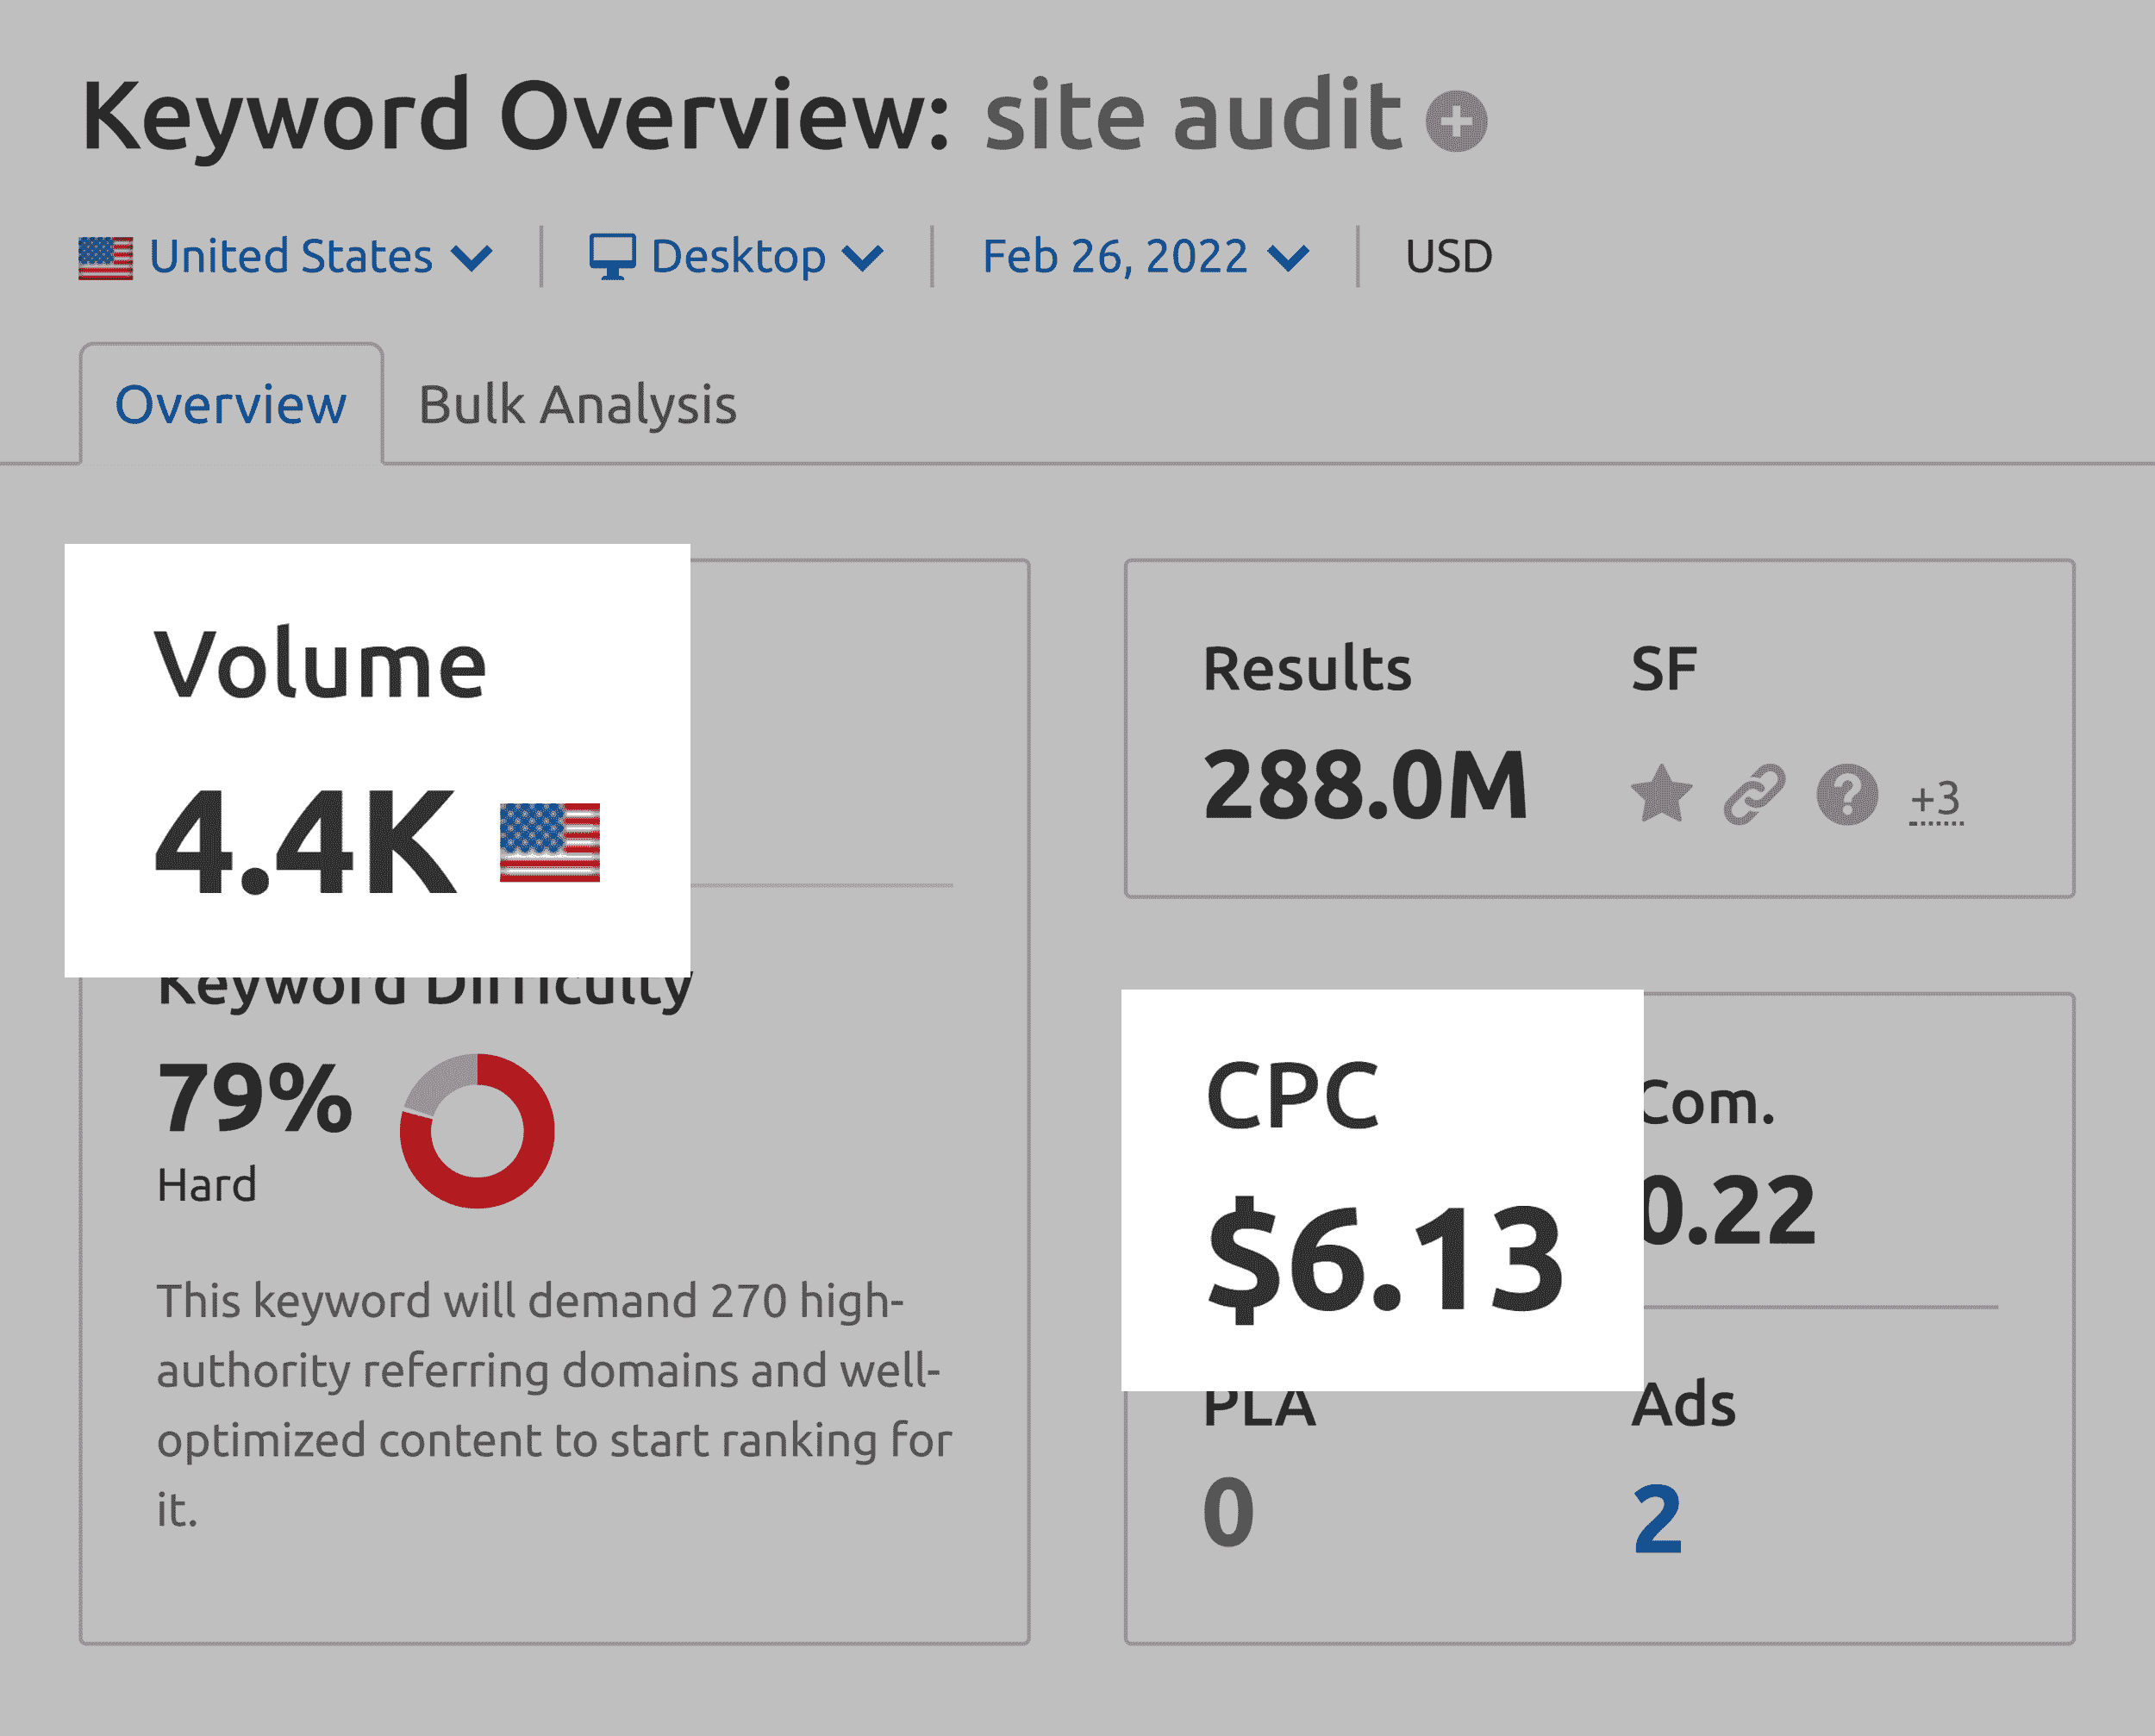 Keyword Overview: site audit
United States Desktop Feb 26, 2022 USD
Overview Bulk Analysis
Volume
4.4K
Keyword Difficulty
79%
Hard
This keyword will demand 270 high-
authority referring domains and well-
optimized content to start ranking for
it.
Results SF
288.0M +3
CPC Com.
$6.13 0.22
PLA Ads
0 2